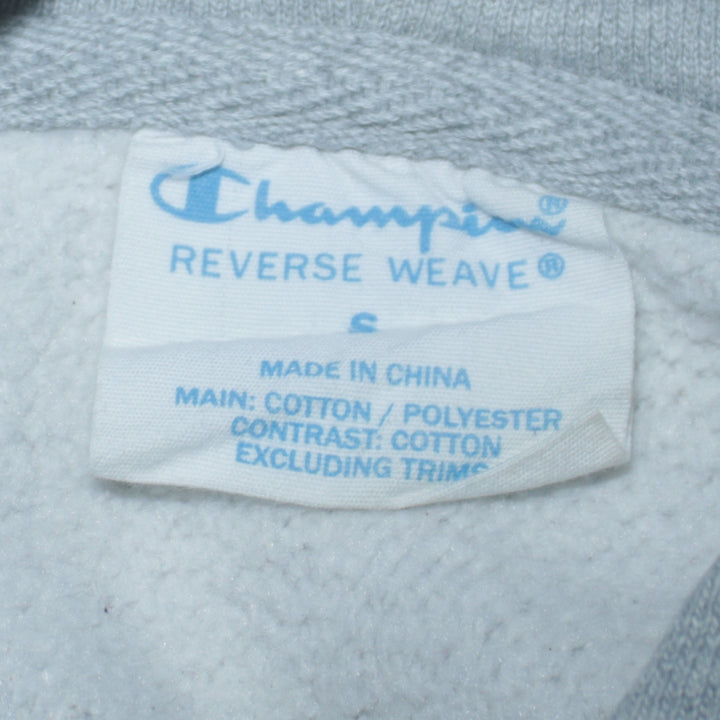 Champion®
REVERSE WEAVE®
S
MADE IN CHINA
MAIN: COTTON / POLYESTER
CONTRAST: COTTON
EXCLUDING TRIMS